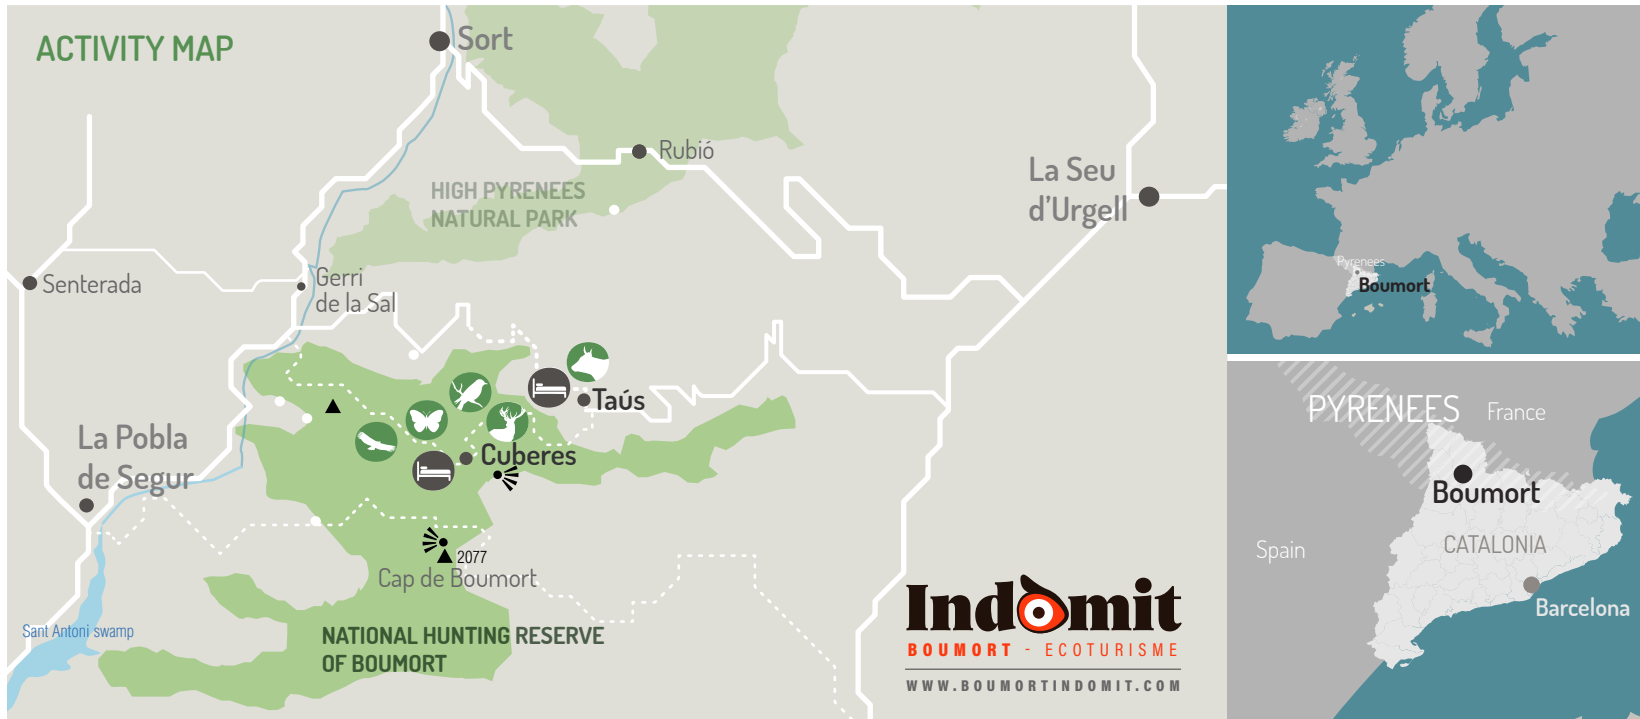 ACTIVITY MAP
Sort
Rubió
HIGH PYRENEES
NATURAL PARK
La Seu
d'Urgell
Senterada
Gerri
de la Sal
Taús
Cuberes
La Pobla
de Segur
2077
Cap de Boumort
Sant Antoni swamp
NATIONAL HUNTING RESERVE
OF BOUMORT
Indòmit
BOUMORT - ECOTURISME
WWW.BOUMORTINDOMIT.COM
Pyrenees
Boumort
PYRENEES
France
Boumort
Spain
CATALONIA
Barcelona